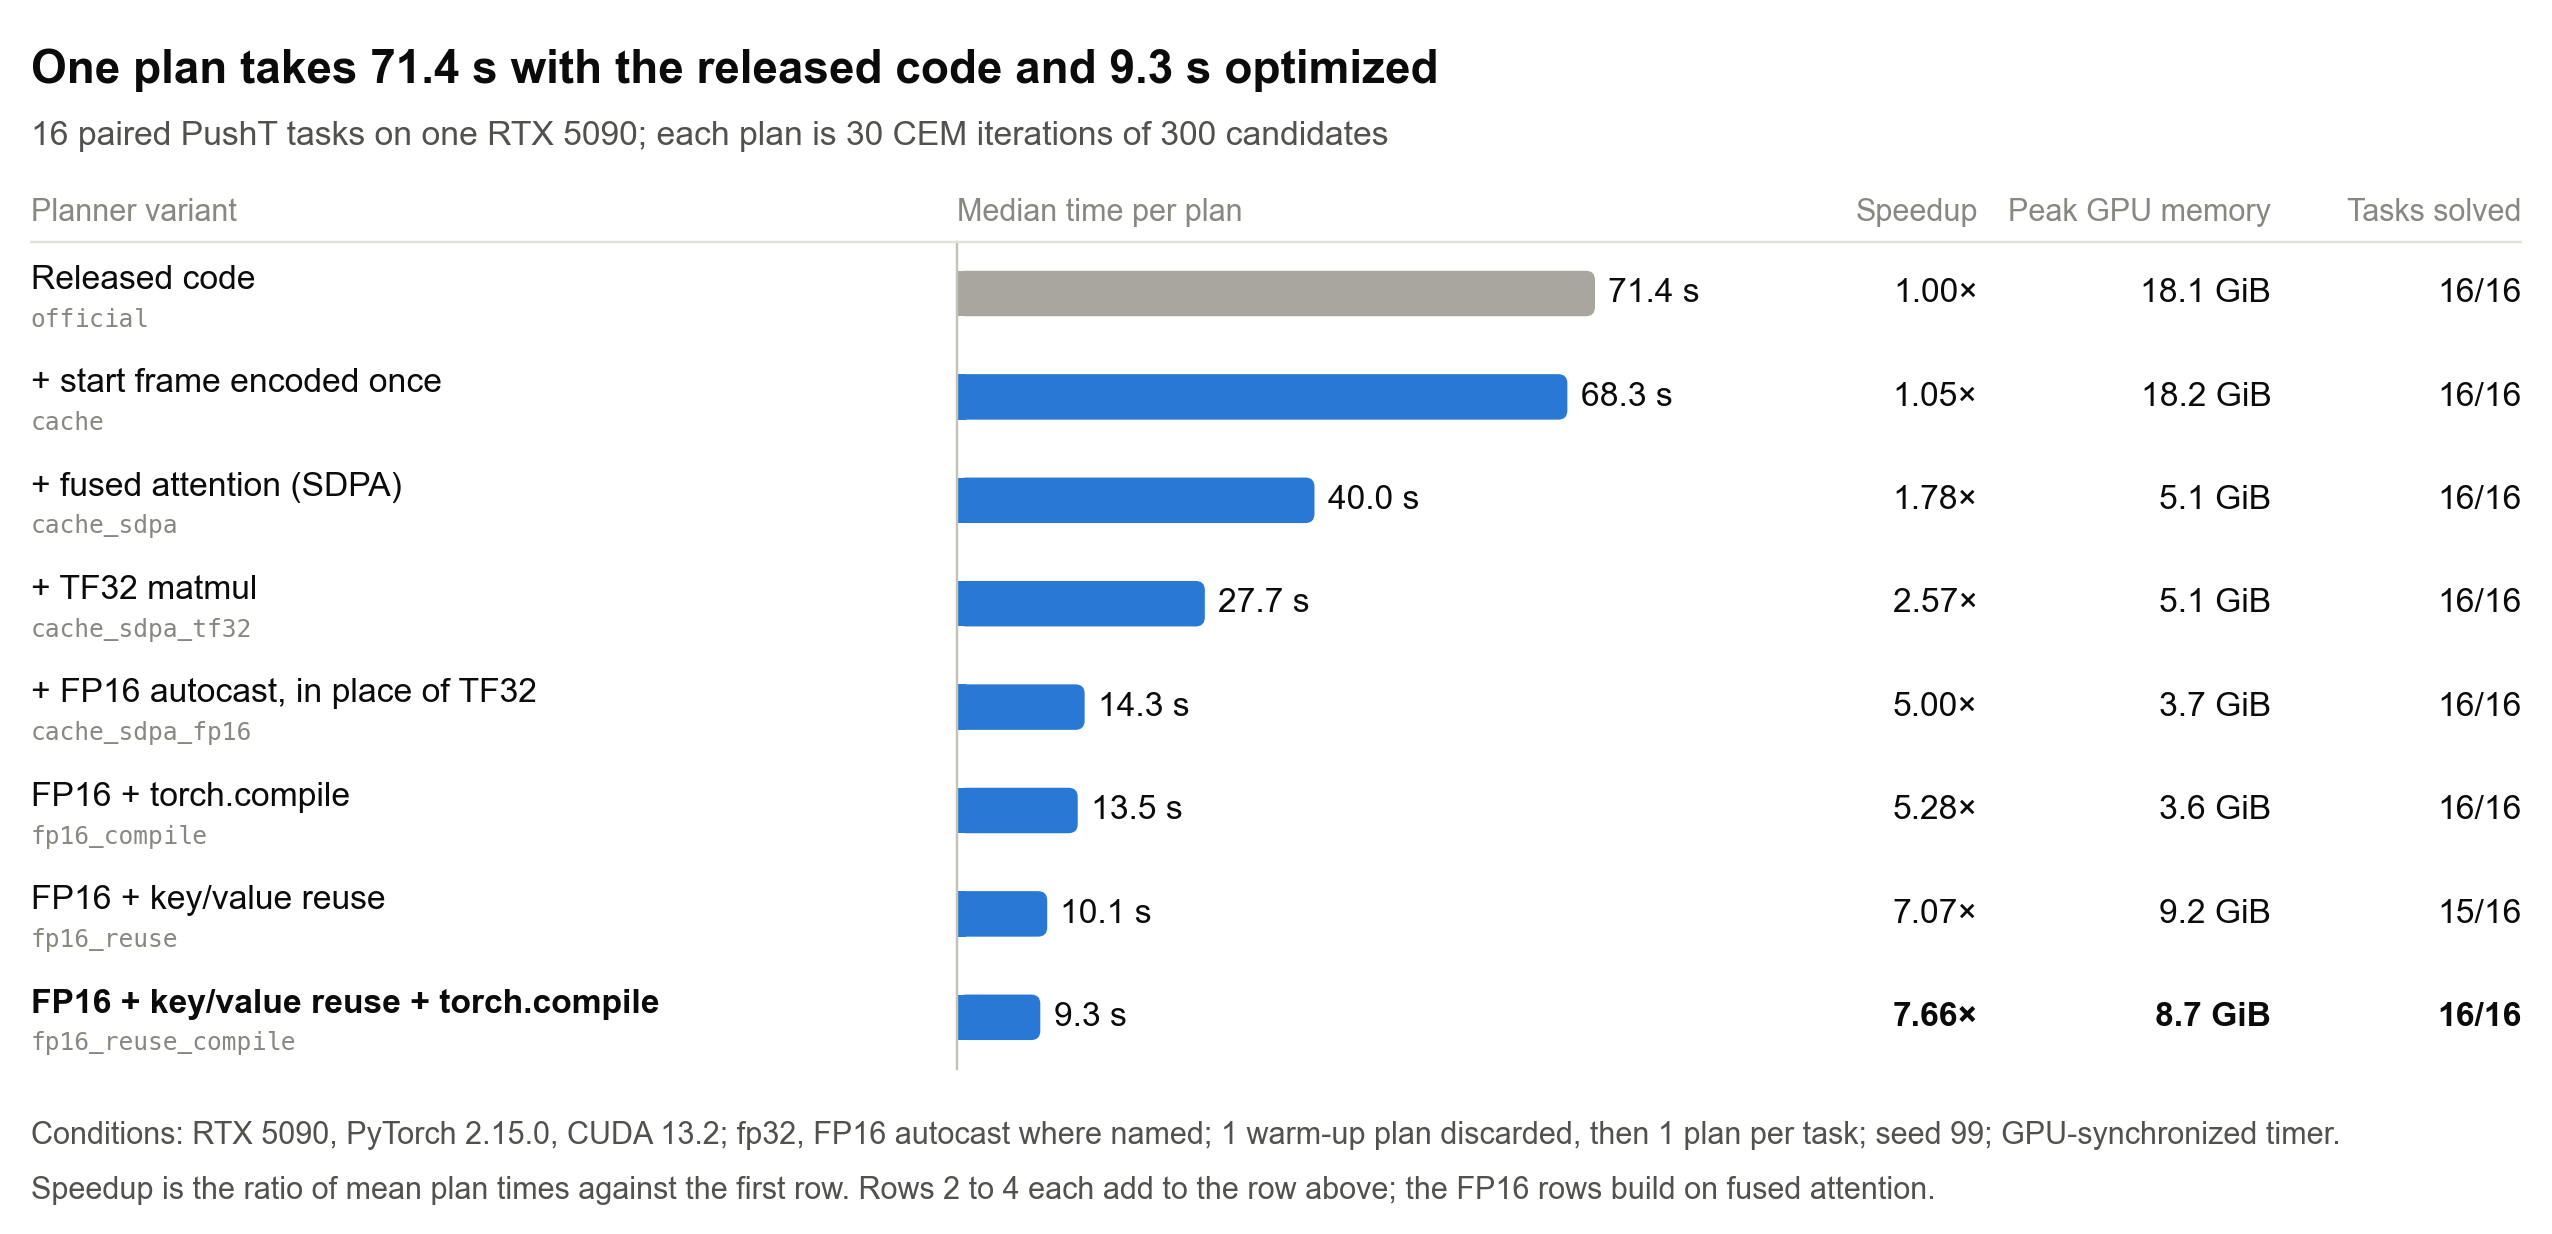 One plan takes 71.4 s with the released code and 9.3 s optimized
16 paired PushT tasks on one RTX 5090; each plan is 30 CEM iterations of 300 candidates
Planner variant Median time per plan Speedup Peak GPU memory Tasks solved
Released code 71.4 s 1.00× 18.1 GiB 16/16
official
+ start frame encoded once 68.3 s 1.05× 18.2 GiB 16/16
cache
+ fused attention (SDPA) 40.0 s 1.78× 5.1 GiB 16/16
cache_sdpa
+ TF32 matmul 27.7 s 2.57× 5.1 GiB 16/16
cache_sdpa_tf32
+ FP16 autocast, in place of TF32 14.3 s 5.00× 3.7 GiB 16/16
cache_sdpa_fp16
FP16 + torch.compile 13.5 s 5.28× 3.6 GiB 16/16
fp16_compile
FP16 + key/value reuse 10.1 s 7.07× 9.2 GiB 15/16
fp16_reuse
FP16 + key/value reuse + torch.compile 9.3 s 7.66× 8.7 GiB 16/16
fp16_reuse_compile
Conditions: RTX 5090, PyTorch 2.15.0, CUDA 13.2; fp32, FP16 autocast where named; 1 warm-up plan discarded, then 1 plan per task; seed 99; GPU-synchronized timer.
Speedup is the ratio of mean plan times against the first row. Rows 2 to 4 each add to the row above; the FP16 rows build on fused attention.